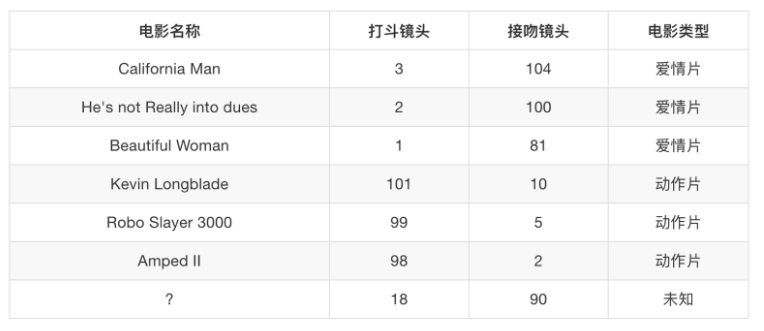 电影名称 打斗镜头 接吻镜头 电影类型
California Man 3 104 爱情片
He's not Really into dues 2 100 爱情片
Beautiful Woman 1 81 爱情片
Kevin Longblade 101 10 动作片
Robo Slayer 3000 99 5 动作片
Amped II 98 2 动作片
? 18 90 未知